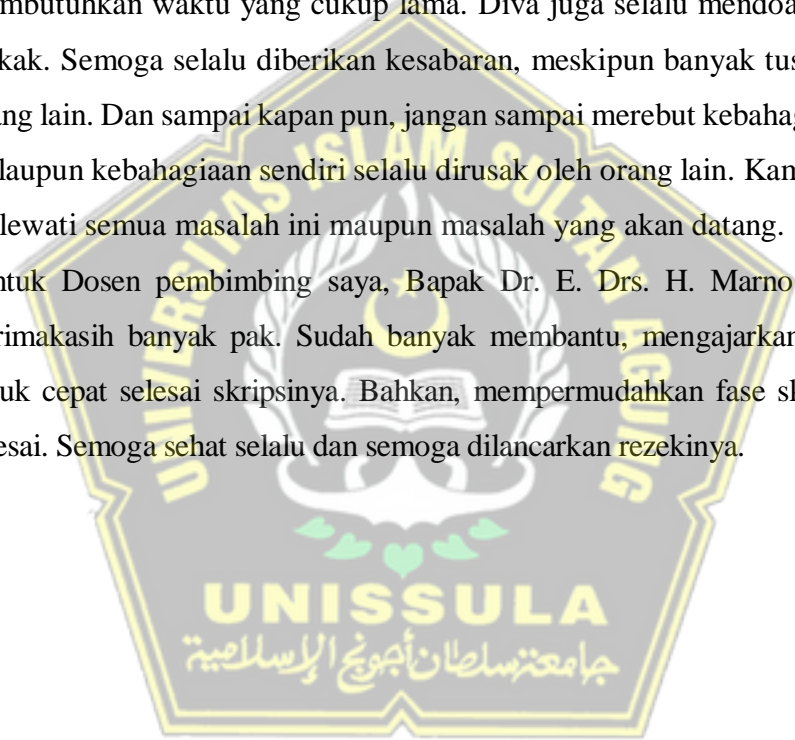 mbutuhkan waktu yang cukup lama. Diva juga selalu mendoa
kak. Semoga selalu diberikan kesabaran, meskipun banyak tus
ng lain. Dan sampai kapan pun, jangan sampai merebut kebahag
laupun kebahagiaan sendiri selalu dirusak oleh orang lain. Kam
lewati semua masalah ini maupun masalah yang akan datang.
ntuk Dosen pembimbing saya, Bapak Dr. E. Drs. H. Marno
rimakasih banyak pak. Sudah banyak membantu, mengajarkan
uk cepat selesai skripsinya. Bahkan, mempermudahkan fase sk
esai. Semoga sehat selalu dan semoga dilancarkan rezekinya.
UNIVERSITAS ISLAM SULTAN AGUNG
UNISSULA
جامعة سلطان أجونج الإسلامية